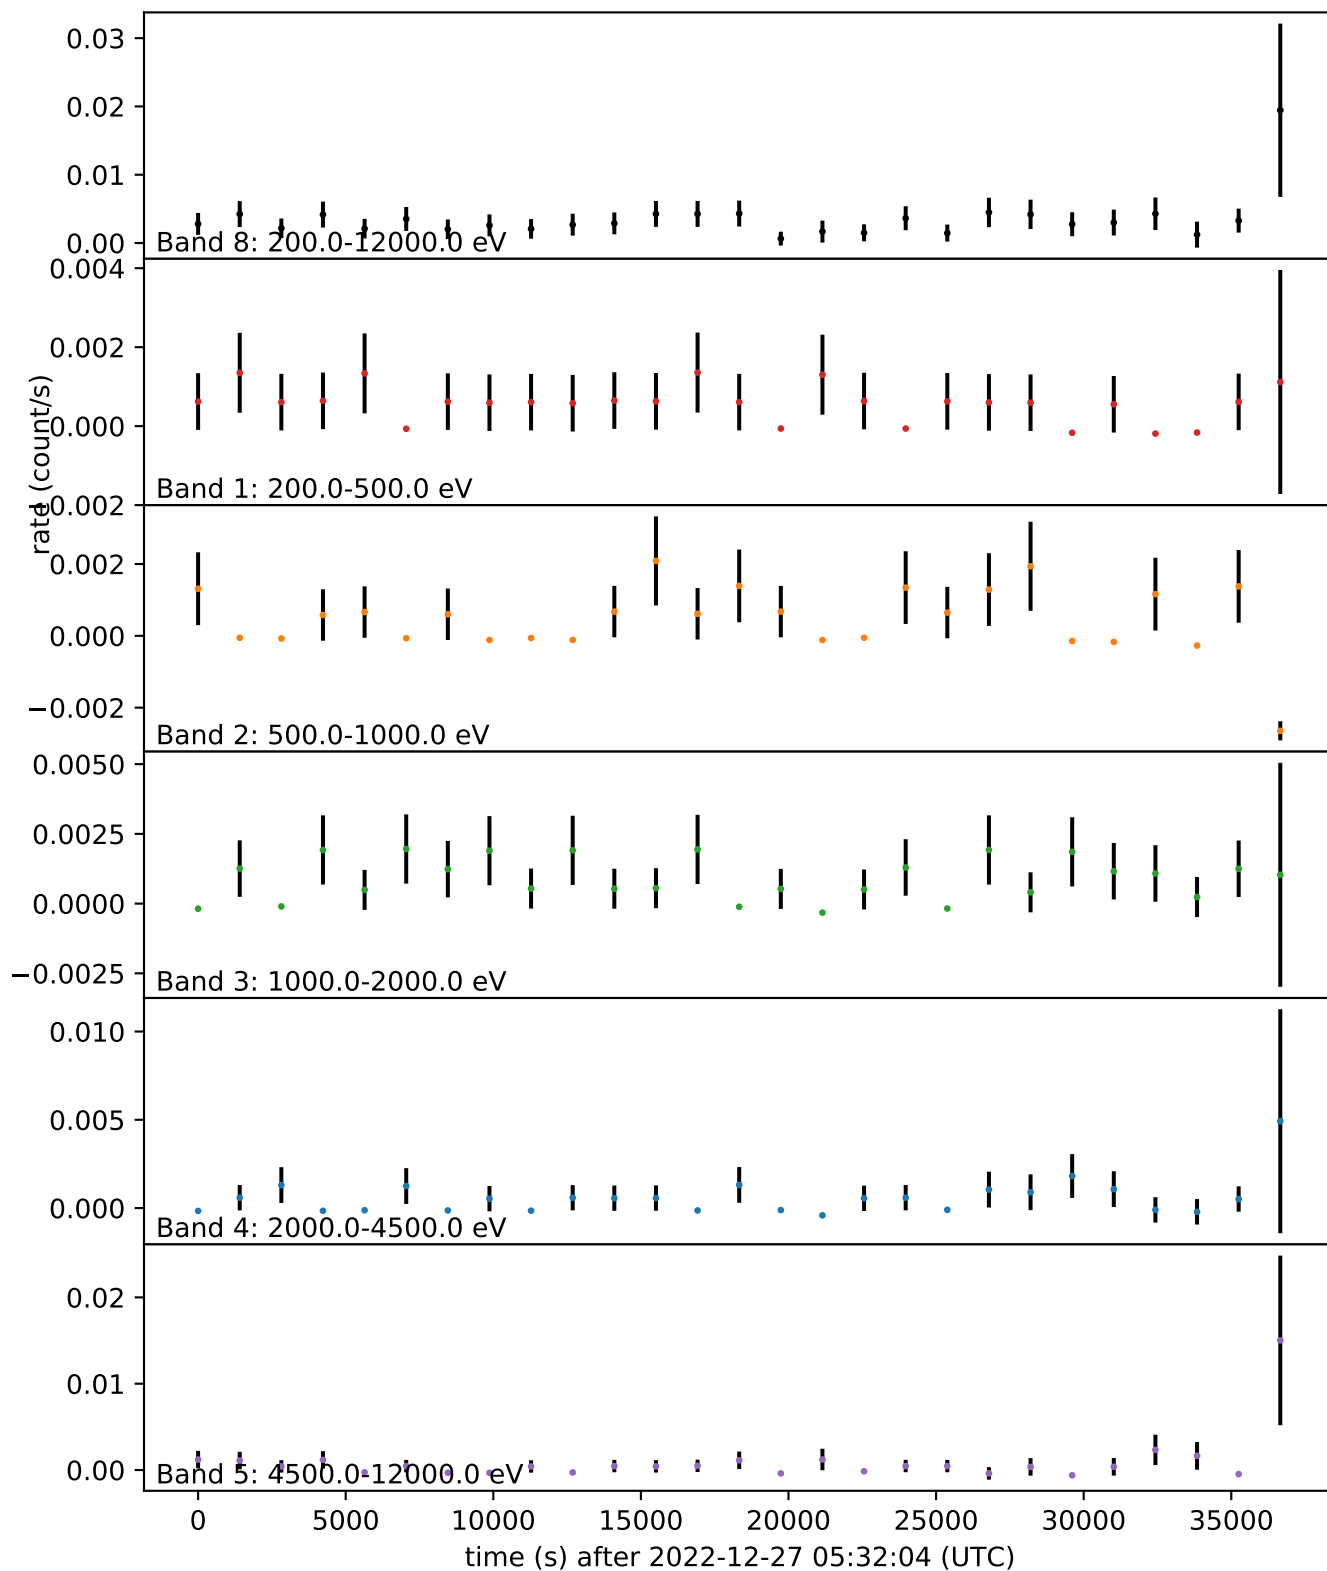 0.03
0.02
0.01
0.00
Band 8: 200.0-12000.0 eV
0.004
0.002
0.000
−0.002
Band 1: 200.0-500.0 eV
rate (count/s)
0.002
0.000
−0.002
Band 2: 500.0-1000.0 eV
0.0050
0.0025
0.0000
−0.0025
Band 3: 1000.0-2000.0 eV
0.010
0.005
0.000
Band 4: 2000.0-4500.0 eV
0.02
0.01
0.00
Band 5: 4500.0-12000.0 eV
0 5000 10000 15000 20000 25000 30000 35000
time (s) after 2022-12-27 05:32:04 (UTC)